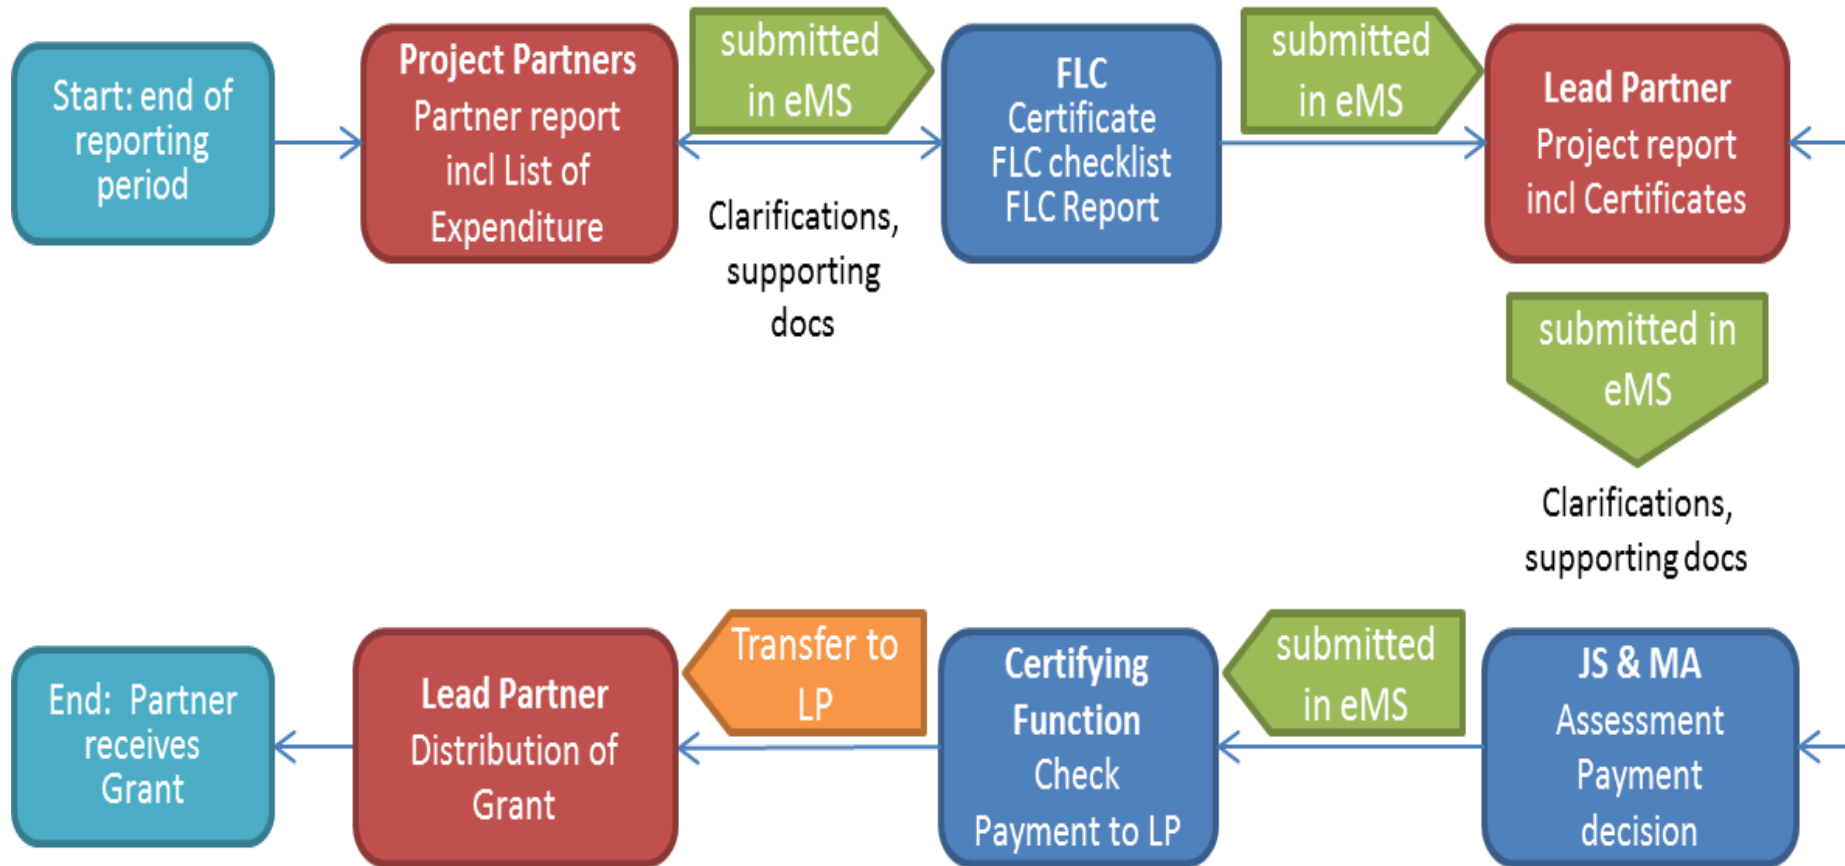 Start: end of
reporting
period
Project Partners
Partner report
incl List of
Expenditure
submitted
in eMS
Clarifications,
supporting
docs
FLC
Certificate
FLC checklist
FLC Report
submitted
in eMS
Lead Partner
Project report
incl Certificates
submitted in
eMS
Clarifications,
supporting docs
JS & MA
Assessment
Payment
decision
submitted
in eMS
Certifying
Function
Check
Payment to LP
Transfer to
LP
Lead Partner
Distribution of
Grant
End:  Partner
receives
Grant